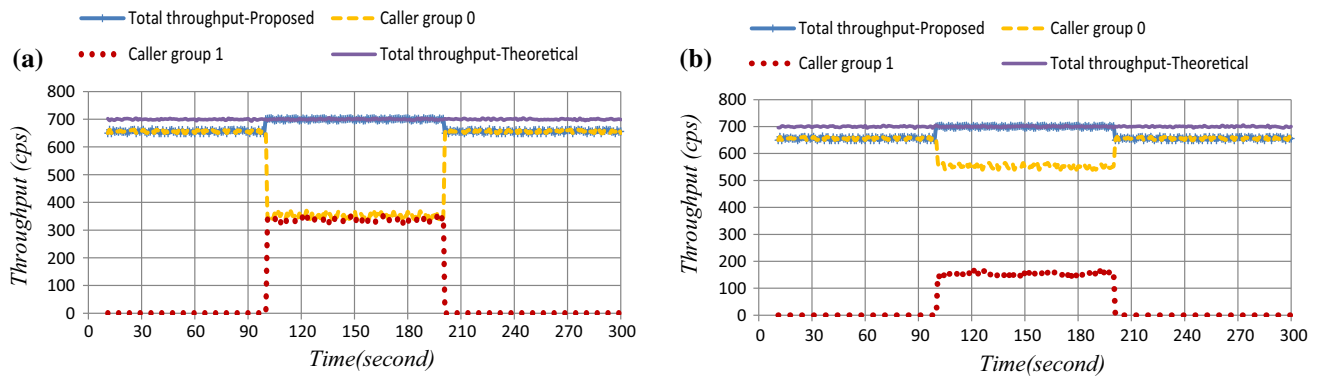 Total throughput-Proposed
Caller group 0
Caller group 1
Total throughput-Theoretical
(a)
Throughput (cps)
800
700
600
500
400
300
200
100
0
0 30 60 90 120 150 180 210 240 270 300
Time(second)
Total throughput-Proposed
Caller group 0
Caller group 1
Total throughput-Theoretical
(b)
Throughput (cps)
800
700
600
500
400
300
200
100
0
0 30 60 90 120 150 180 210 240 270 300
Time(second)